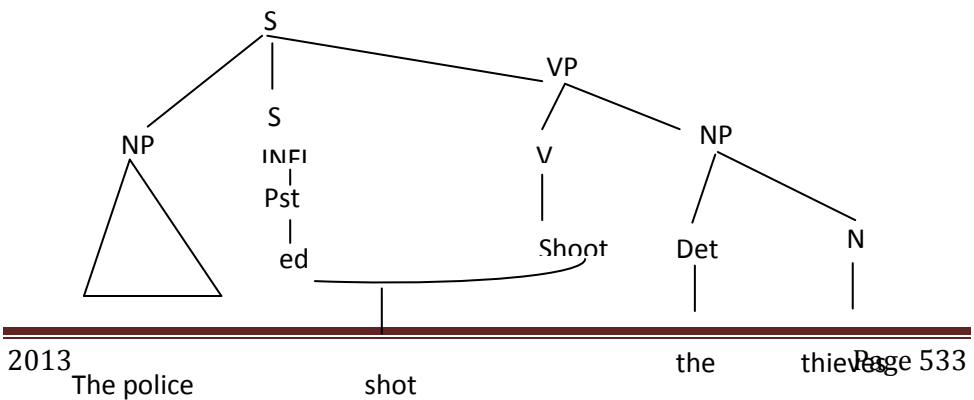 S
VP
S
NP
NP
INFL
V
Pst
ed
Shoot
Det
N
2013
the
thieves
Page 533
The police
shot